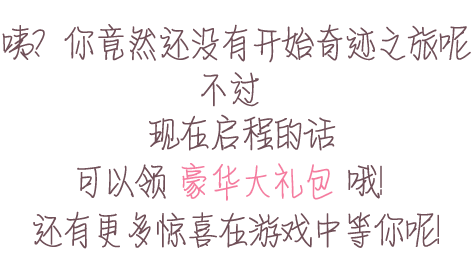 咦？你竟然还没有开始奇迹之旅呢
不过
现在启程的话
可以领 豪华大礼包 哦!
还有更多惊喜在游戏中等你呢!